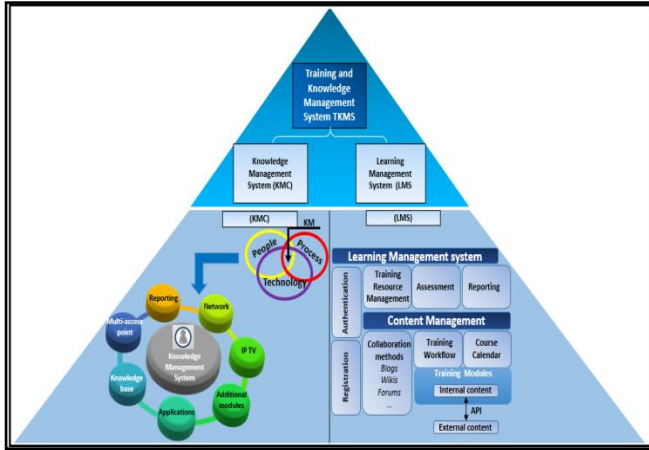 Training and
Knowledge
Management
System TKMS
Knowledge
Management
System (KMC)
Learning
Management
System (LMS
(KMC)
(LMS)
KM
People
Process
Technology
Reporting
Network
Multi-access
point
IP TV
Knowledge
Management
System
Knowledge
base
Additional
modules
Applications
Learning Management system
Authentication
Training
Resource
Management
Assessment
Reporting
Content Management
Registration
Collaboration
methods
Blogs
Wikis
Forums
...
Training
Workflow
Course
Calendar
Training Modules
Internal content
API
External content